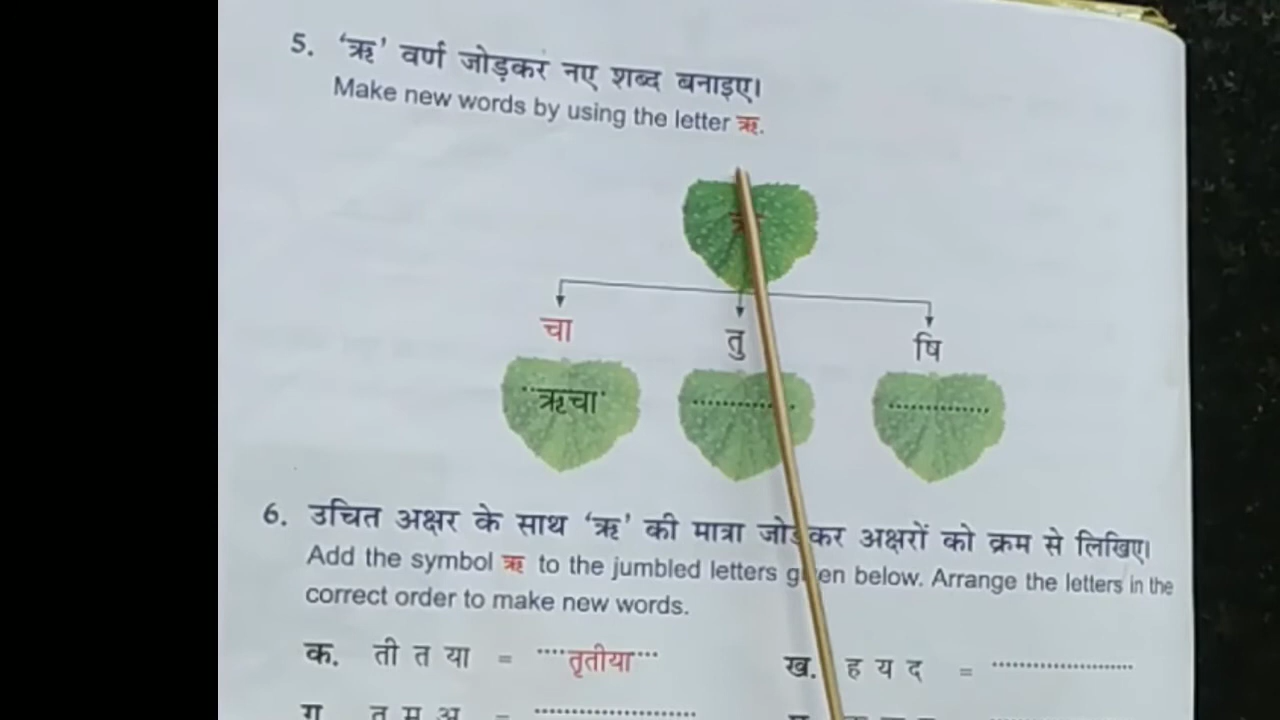 5. ‘ऋ’ वर्ण जोड़कर नए शब्द बनाइए।
Make new words by using the letter ऋ.
चा तु षि
ऋचा
6. उचित अक्षर के साथ ‘ऋ’ की मात्रा जोड़कर अक्षरों को क्रम से लिखिए।
Add the symbol ऋ to the jumbled letters given below. Arrange the letters in the
correct order to make new words.
क. ती त या = तृतीया ख. ह य द =
ग त म अ =